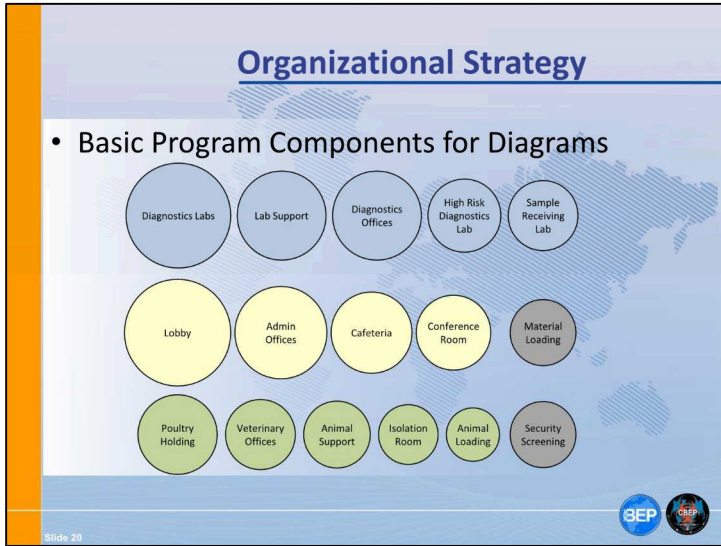 Organizational Strategy
• Basic Program Components for Diagrams
Diagnostics Labs
Lab Support
Diagnostics
Offices
High Risk
Diagnostics
Lab
Sample
Receiving
Lab
Lobby
Admin
Offices
Cafeteria
Conference
Room
Material
Loading
Poultry
Holding
Veterinary
Offices
Animal
Support
Isolation
Room
Animal
Loading
Security
Screening
BEP
CBEP
Slide 20